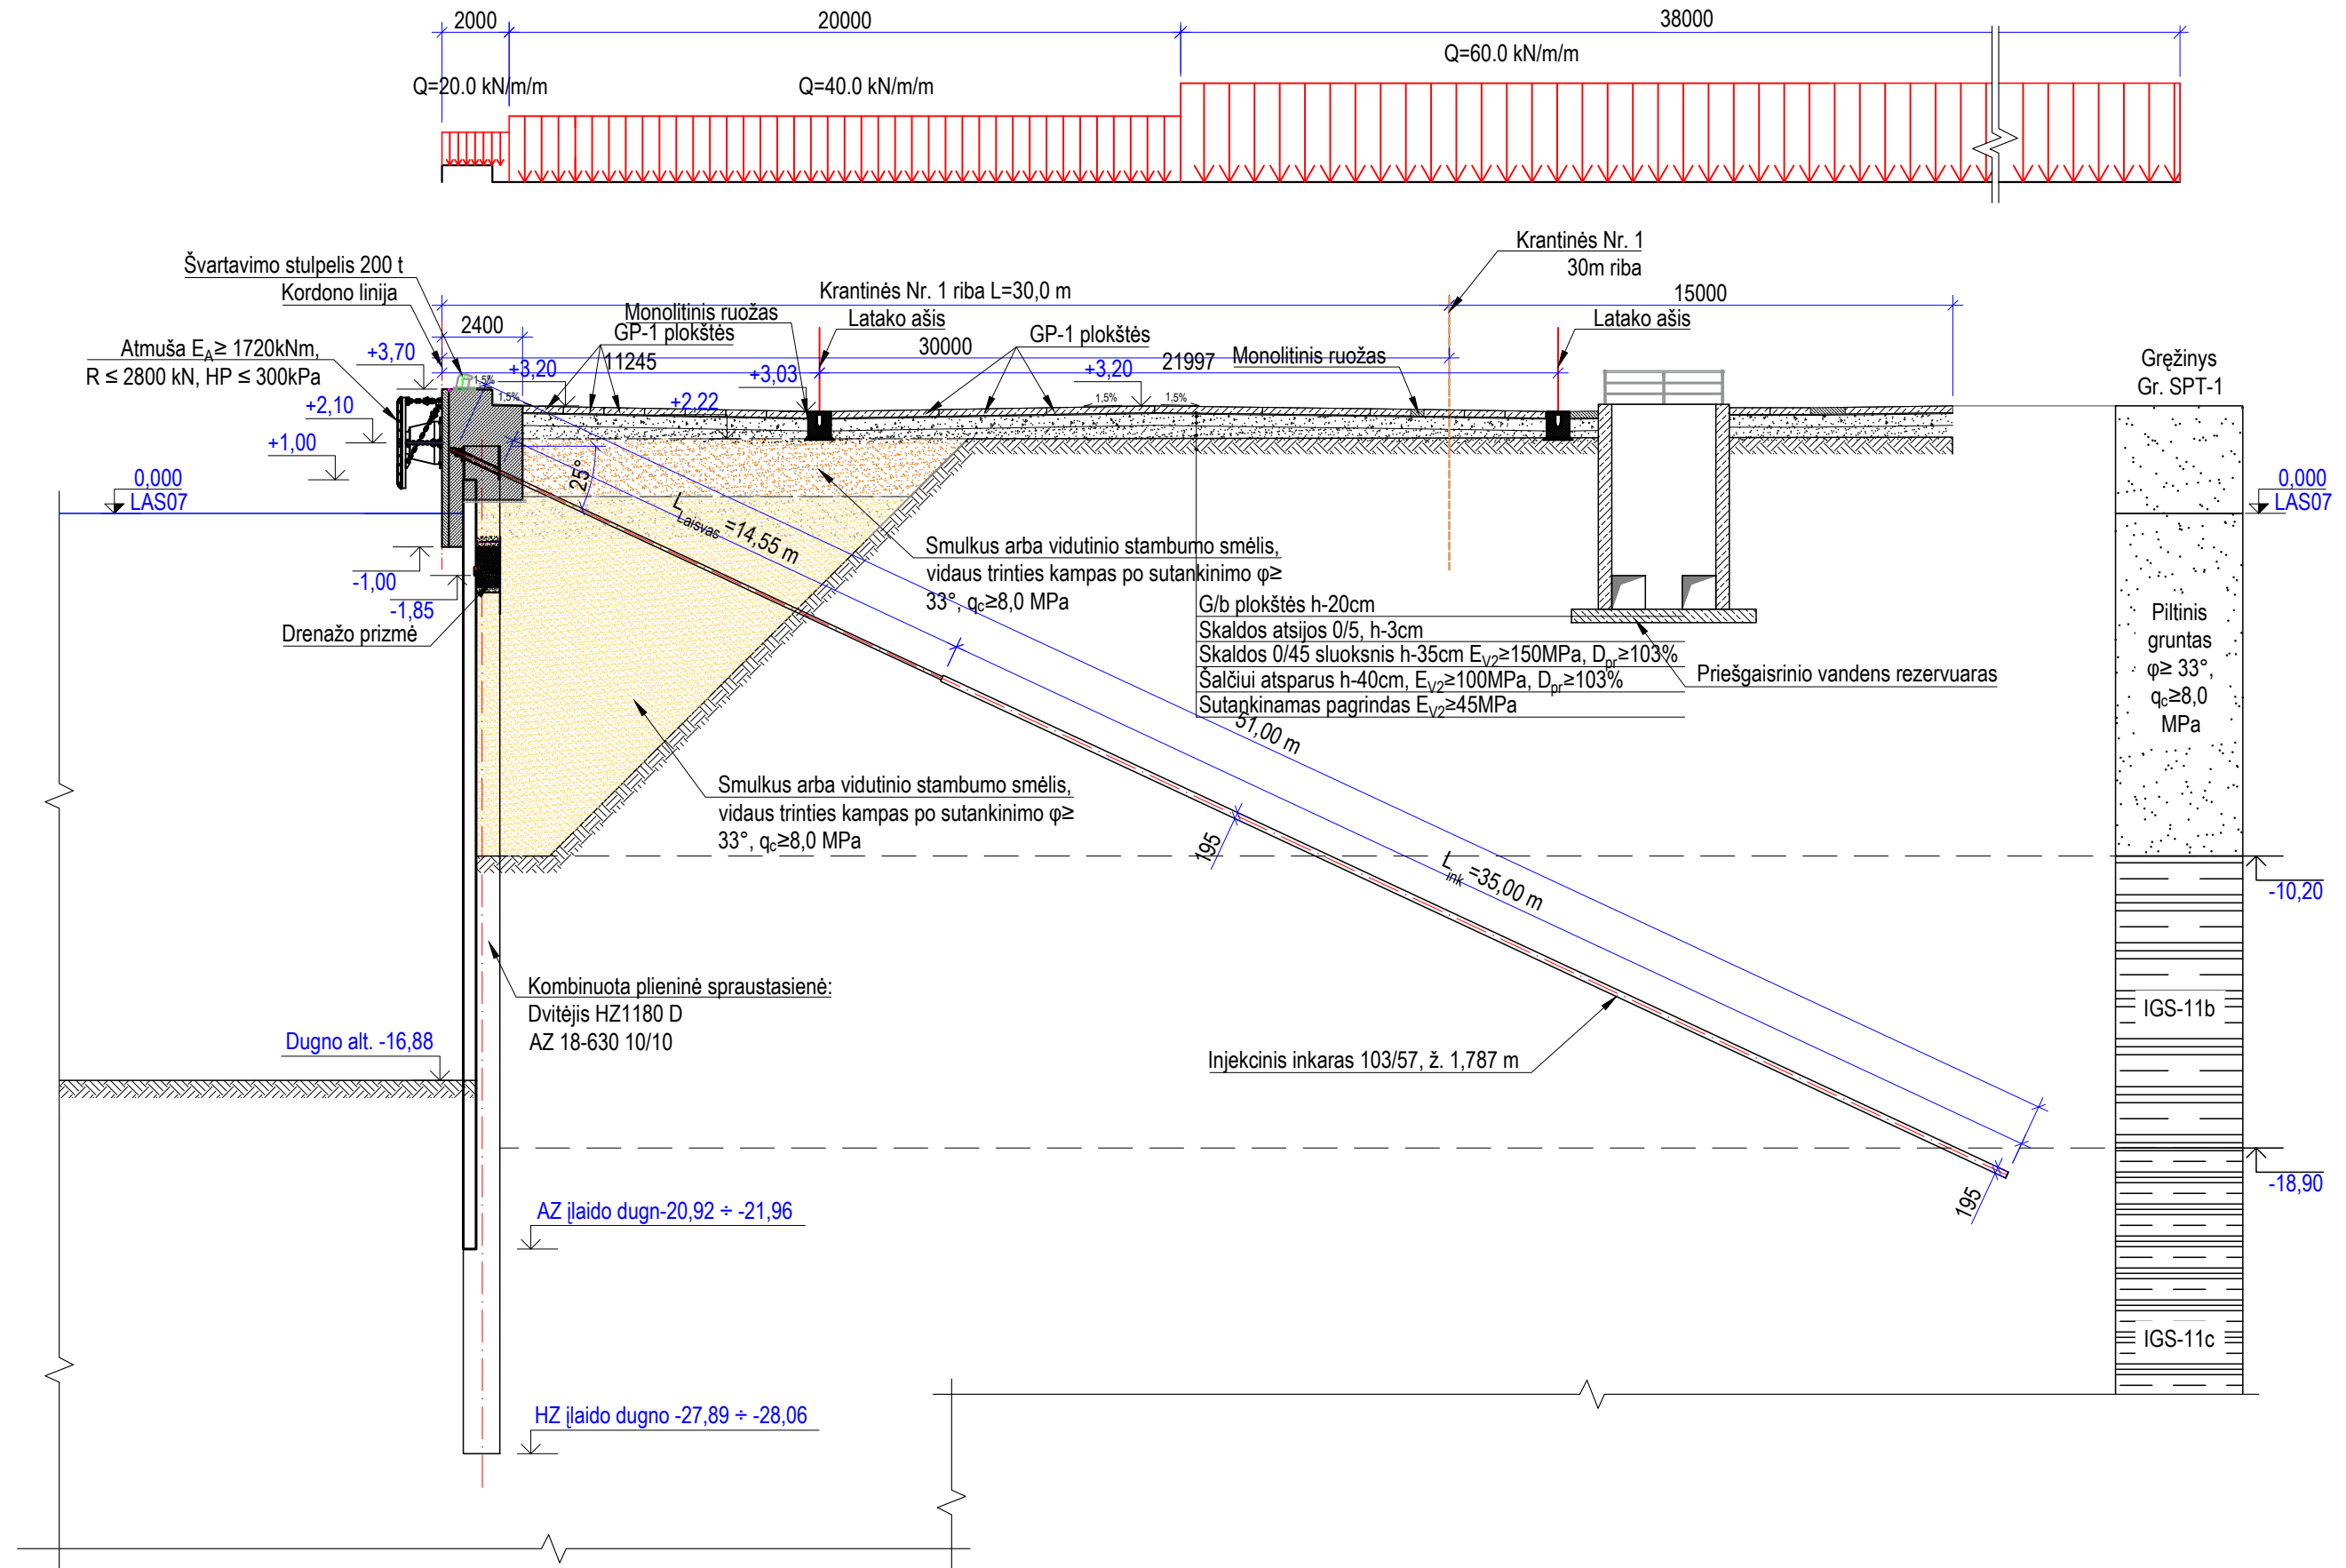 2000
20000
38000
Q=20.0 kN/m/m
Q=40.0 kN/m/m
Q=60.0 kN/m/m
Krantinės Nr. 1
30m riba
Švartavimo stulpelis 200 t
Kordono linija
Krantinės Nr. 1 riba L=30,0 m
15000
2400
Monolitinis ruožas
GP-1 plokštės
Latako ašis
GP-1 plokštės
Latako ašis
Atmuša E_A≥ 1720kNm,
R ≤ 2800 kN, HP ≤ 300kPa
+3,70
+3,20
11245
30000
+3,03
+3,20
21997
Monolitinis ruožas
1,5%
1,5%
1,5%
1,5%
+2,10
+2,22
+1,00
0,000
LAS07
25°
Gręžinys
Gr. SPT-1
0,000
LAS07
L_Laisvas =14,55 m
-1,00
-1,85
Drenažo prizmė
Smulkus arba vidutinio stambumo smėlis,
vidaus trinties kampas po sutankinimo φ≥
33°, qc≥8,0 MPa
G/b plokštės h-20cm
Skaldos atsijos 0/5, h-3cm
Skaldos 0/45 sluoksnis h-35cm E_V2≥150MPa, D_pr≥103%
Šalčiui atsparus h-40cm, E_V2≥100MPa, D_pr≥103%
Sutankinamas pagrindas E_V2≥45MPa
Priešgaisrinio vandens rezervuaras
Piltinis
gruntas
φ≥ 33°,
qc≥8,0
MPa
51,00 m
Smulkus arba vidutinio stambumo smėlis,
vidaus trinties kampas po sutankinimo φ≥
33°, qc≥8,0 MPa
195
L_ink =35,00 m
-10,20
Kombinuota plieninė spraustasienė:
Dvitėjis HZ1180 D
AZ 18-630 10/10
IGS-11b
Dugno alt. -16,88
Injekcinis inkaras 103/57, ž. 1,787 m
195
-18,90
AZ įlaido dugn-20,92 ÷ -21,96
IGS-11c
HZ įlaido dugno -27,89 ÷ -28,06